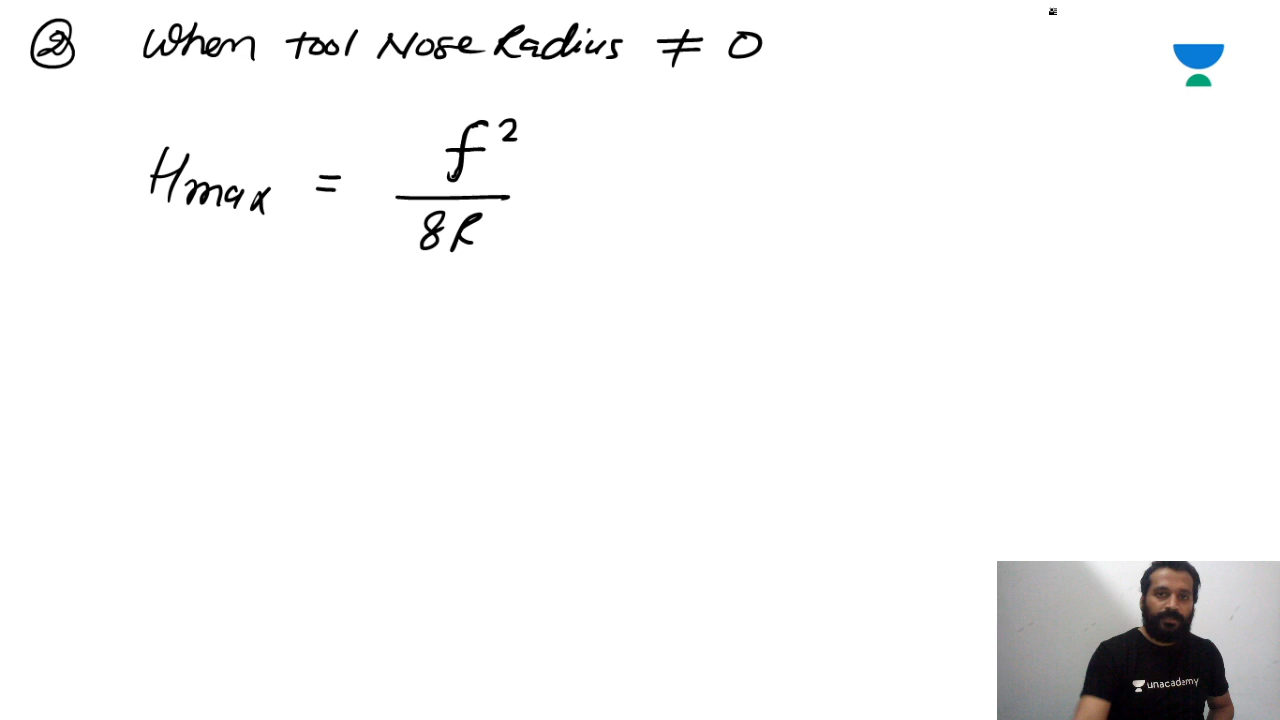 ② When tool Nose Radius ≠ 0
Hmax = f² / 8R
unacademy